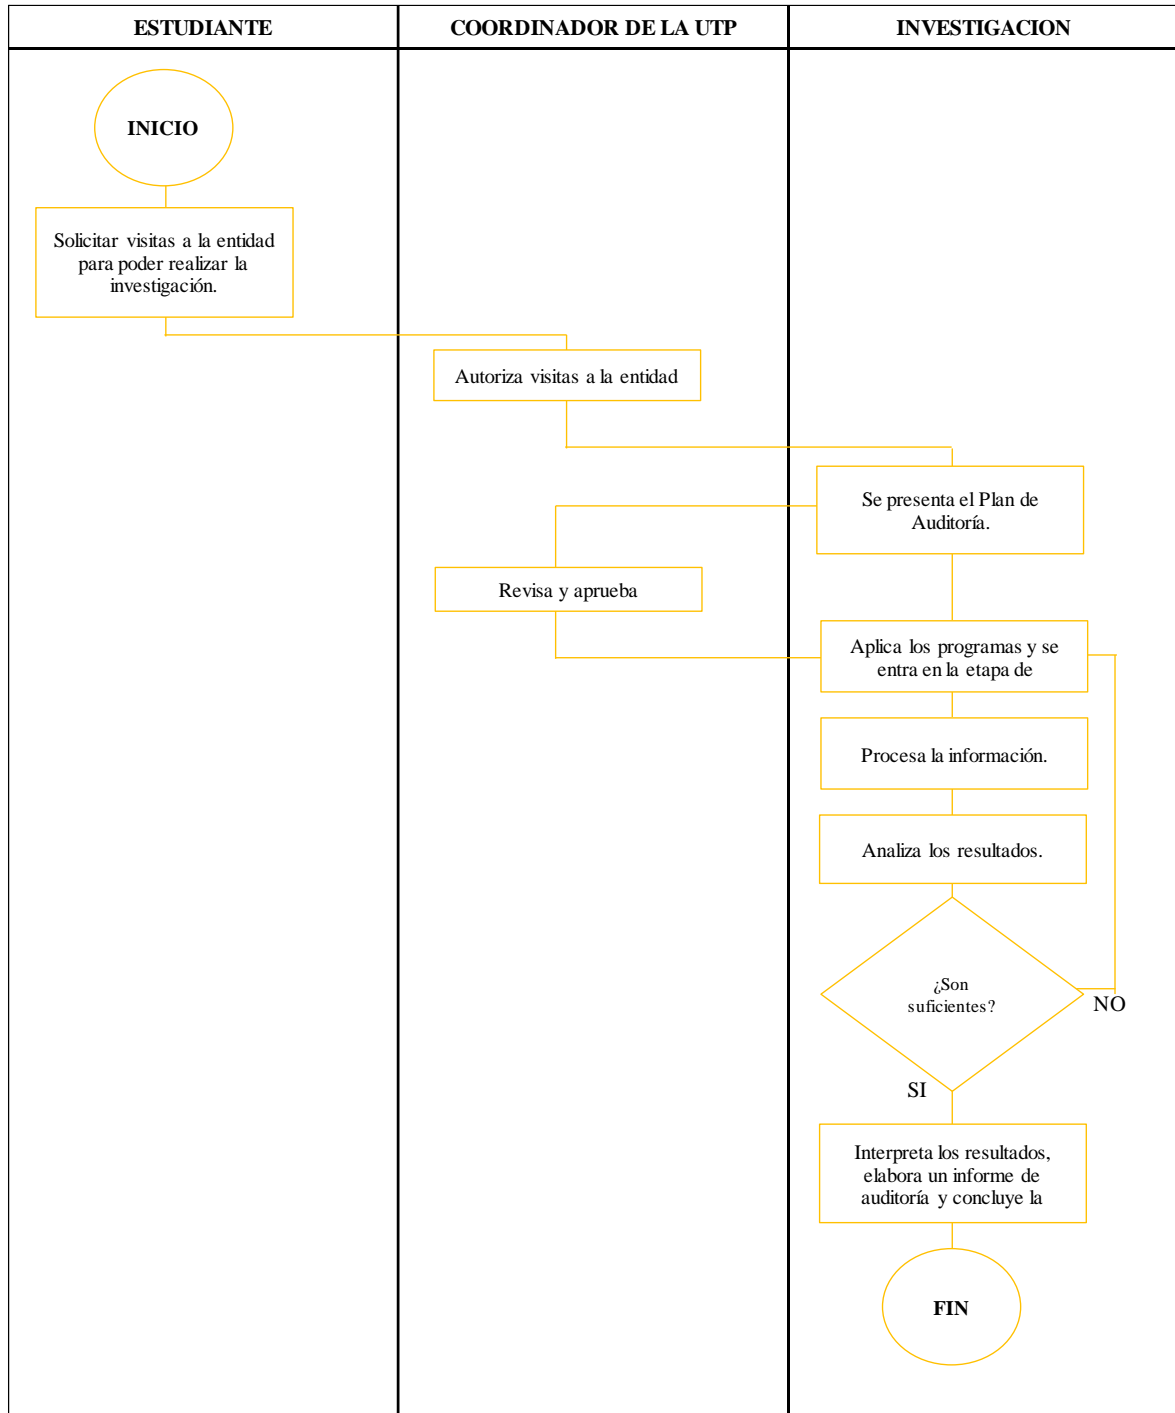 ESTUDIANTE
COORDINADOR DE LA UTP
INVESTIGACION
INICIO
Solicitar visitas a la entidad
para poder realizar la
investigación.
Autoriza visitas a la entidad
Se presenta el Plan de
Auditoría.
Revisa y aprueba
Aplica los programas y se
entra en la etapa de
Procesa la información.
Analiza los resultados.
¿Son
suficientes?
NO
SI
Interpreta los resultados,
elabora un informe de
auditoría y concluye la
FIN